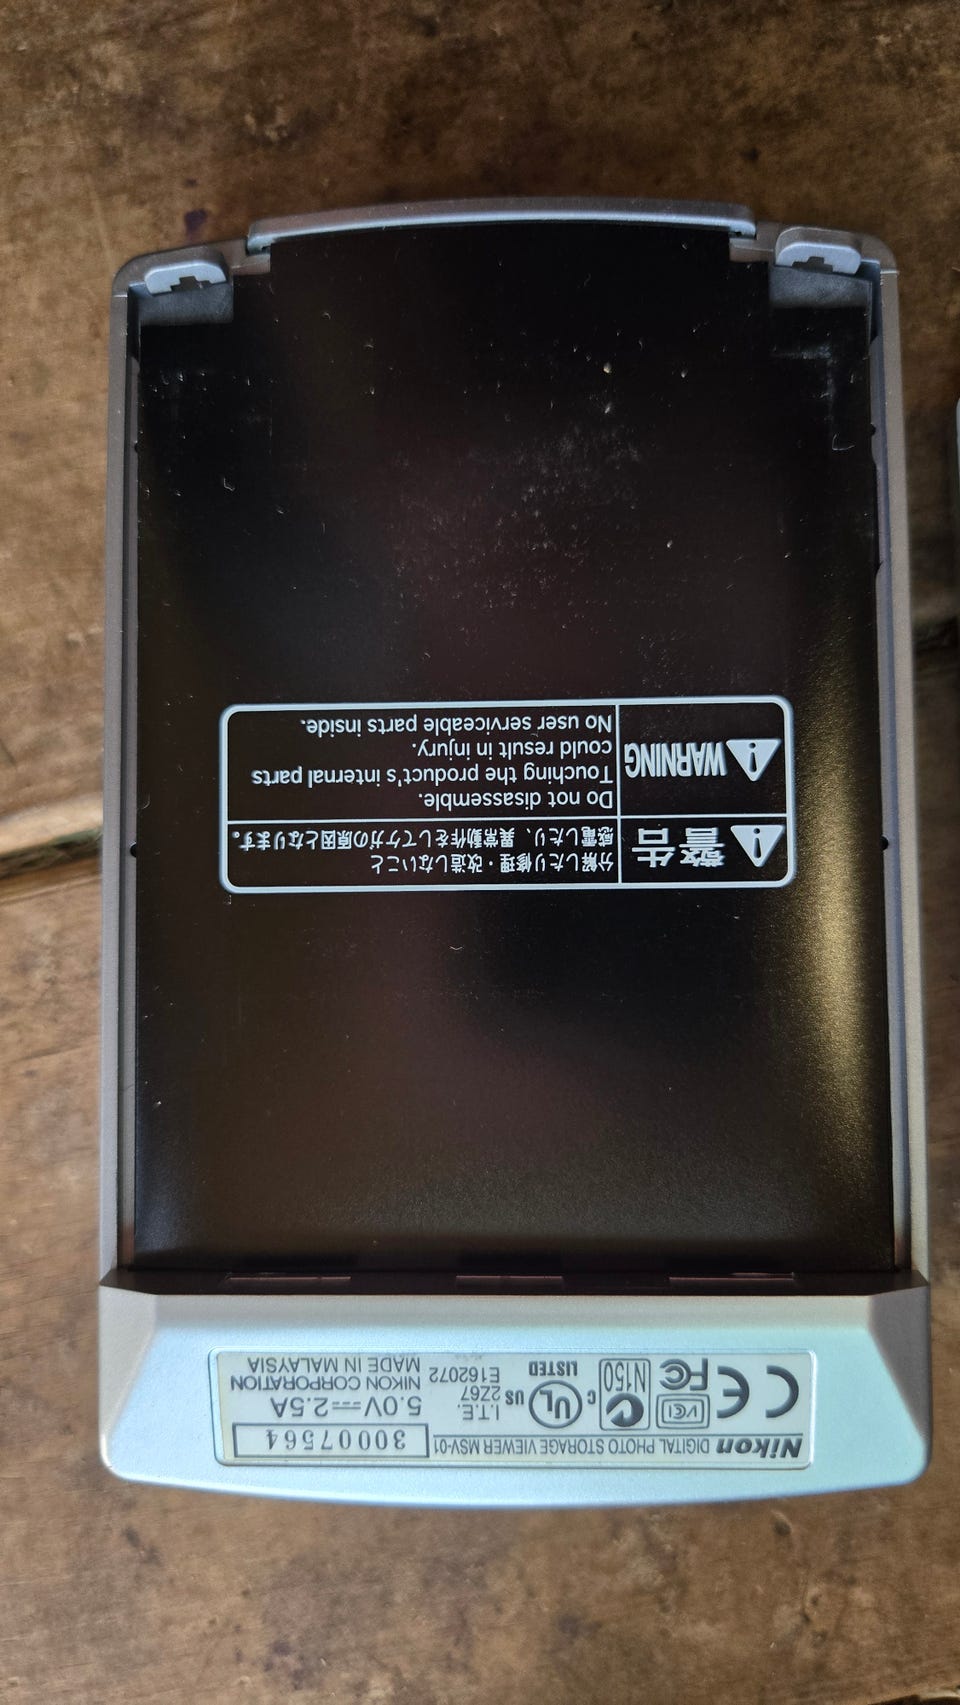 Nikon DIGITAL PHOTO STORAGE VIEWER MSV-01
30007564
5.0V⎓2.5A
NIKON CORPORATION
MADE IN MALAYSIA
I.T.E.
2Z67
E162072
C UL US
LISTED
N150
VCI
FC
CE
警告
分解したり修理・改造しないこと
感電したり、異常動作をしてケガの原因となります。
WARNING
Do not disassemble.
Touching the product's internal parts
could result in injury.
No user serviceable parts inside.